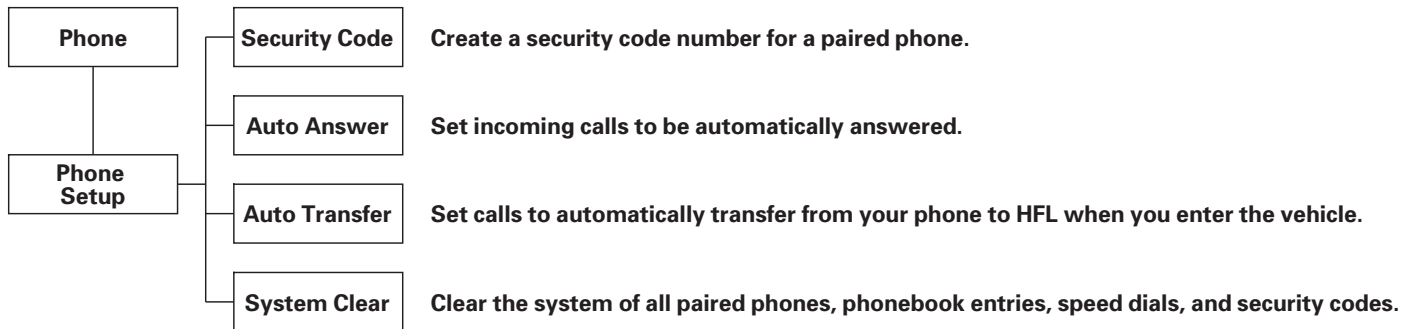 Phone
Phone
Setup
Security Code Create a security code number for a paired phone.
Auto Answer Set incoming calls to be automatically answered.
Auto Transfer Set calls to automatically transfer from your phone to HFL when you enter the vehicle.
System Clear Clear the system of all paired phones, phonebook entries, speed dials, and security codes.